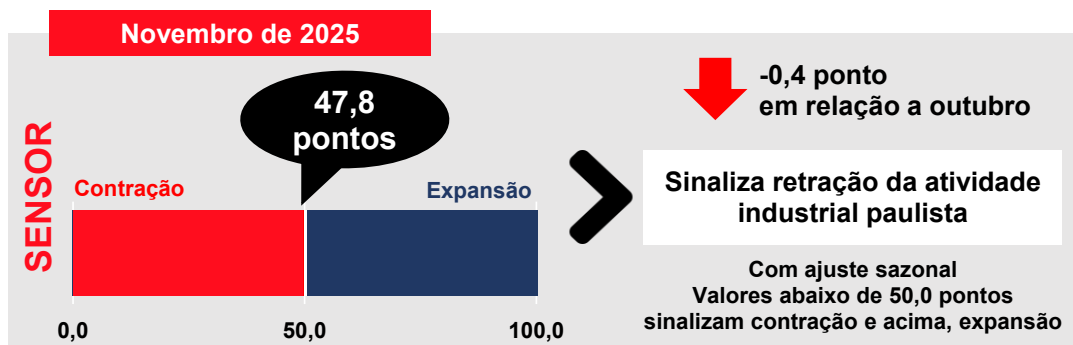 Novembro de 2025
SENSOR
47,8
pontos
Contração
Expansão
0,0
50,0
100,0
-0,4 ponto
em relação a outubro
Sinaliza retração da atividade
industrial paulista
Com ajuste sazonal
Valores abaixo de 50,0 pontos
sinalizam contração e acima, expansão